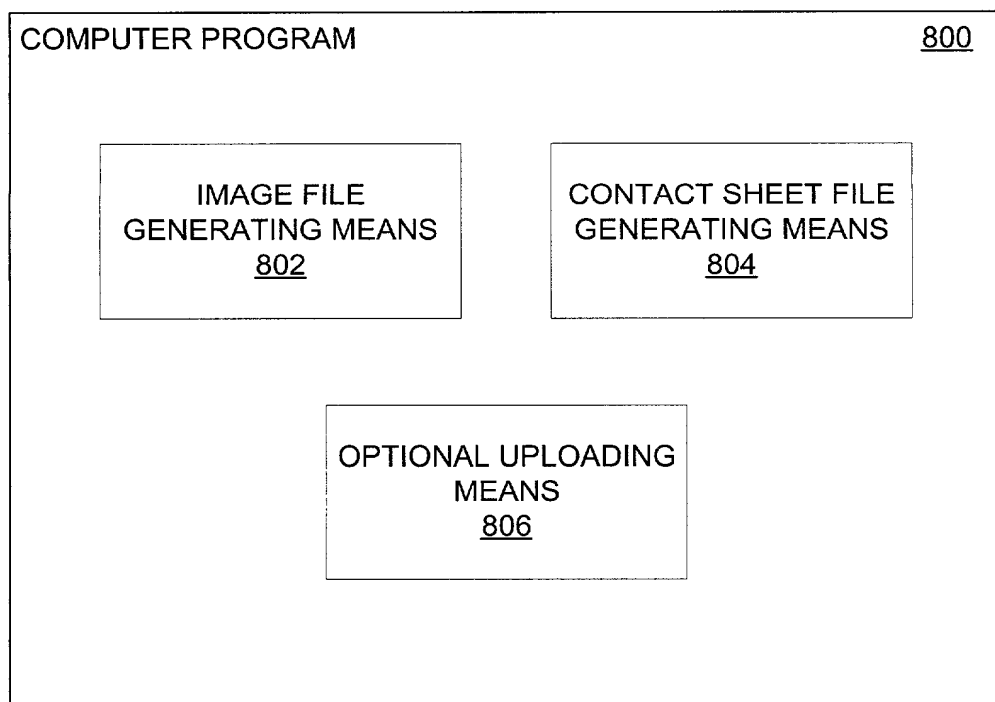 COMPUTER PROGRAM 800
IMAGE FILE
GENERATING MEANS
802
CONTACT SHEET FILE
GENERATING MEANS
804
OPTIONAL UPLOADING
MEANS
806